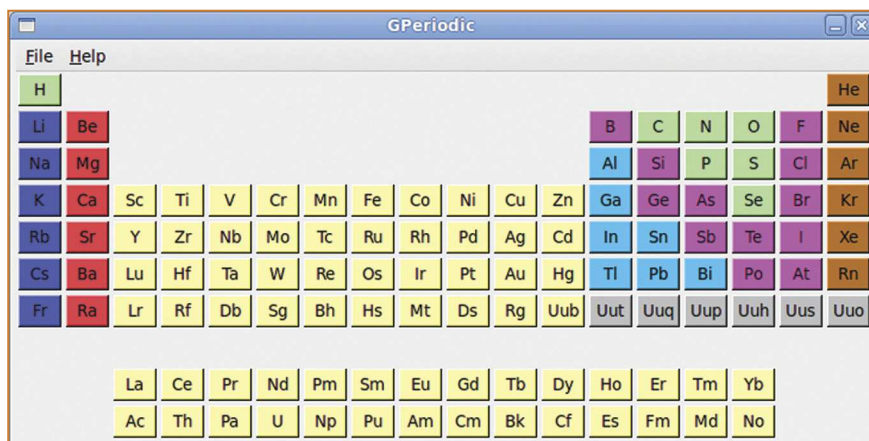 GPeriodic
File Help
H He
Li Be B C N O F Ne
Na Mg Al Si P S Cl Ar
K Ca Sc Ti V Cr Mn Fe Co Ni Cu Zn Ga Ge As Se Br Kr
Rb Sr Y Zr Nb Mo Tc Ru Rh Pd Ag Cd In Sn Sb Te I Xe
Cs Ba Lu Hf Ta W Re Os Ir Pt Au Hg Tl Pb Bi Po At Rn
Fr Ra Lr Rf Db Sg Bh Hs Mt Ds Rg Uub Uut Uuq Uup Uuh Uus Uuo
La Ce Pr Nd Pm Sm Eu Gd Tb Dy Ho Er Tm Yb
Ac Th Pa U Np Pu Am Cm Bk Cf Es Fm Md No